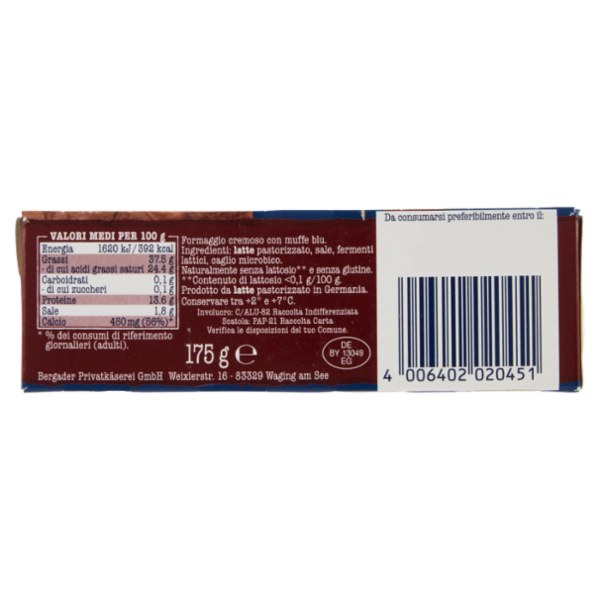 VALORI MEDI PER 100 g
Energia 1620 kJ/392 kcal
Grassi 37.5 g
- di cui acidi grassi saturi 24.4 g
Carboidrati 0,1g
- di cui zuccheri 0,1g
Proteine 13.6 g
Sale 1,8 g
Calcio 450 mg (56%)*
* % dei consumi di riferimento
giornalieri (adulti).
Formaggio cremoso con muffe blu.
Ingredienti: latte pastorizzato, sale, fermenti
lattici, caglio microbico.
Naturalmente senza lattosio** e senza glutine.
**Contenuto di lattosio <0,1 g/100 g.
Prodotto da latte pastorizzato in Germania.
Conservare tra +2° e +7°C.
Involucro: C/ALU-82 Raccolta Indifferenziata
Scatola: PAP-21 Raccolta Carta
Verifica le disposizioni del tuo Comune.
175 g e
DE
BY 13049
EG
Bergader Privatkäserei GmbH Weixlerstr. 16 - 83329 Waging am See
Da consumarsi preferibilmente entro il:
4 006402 020451